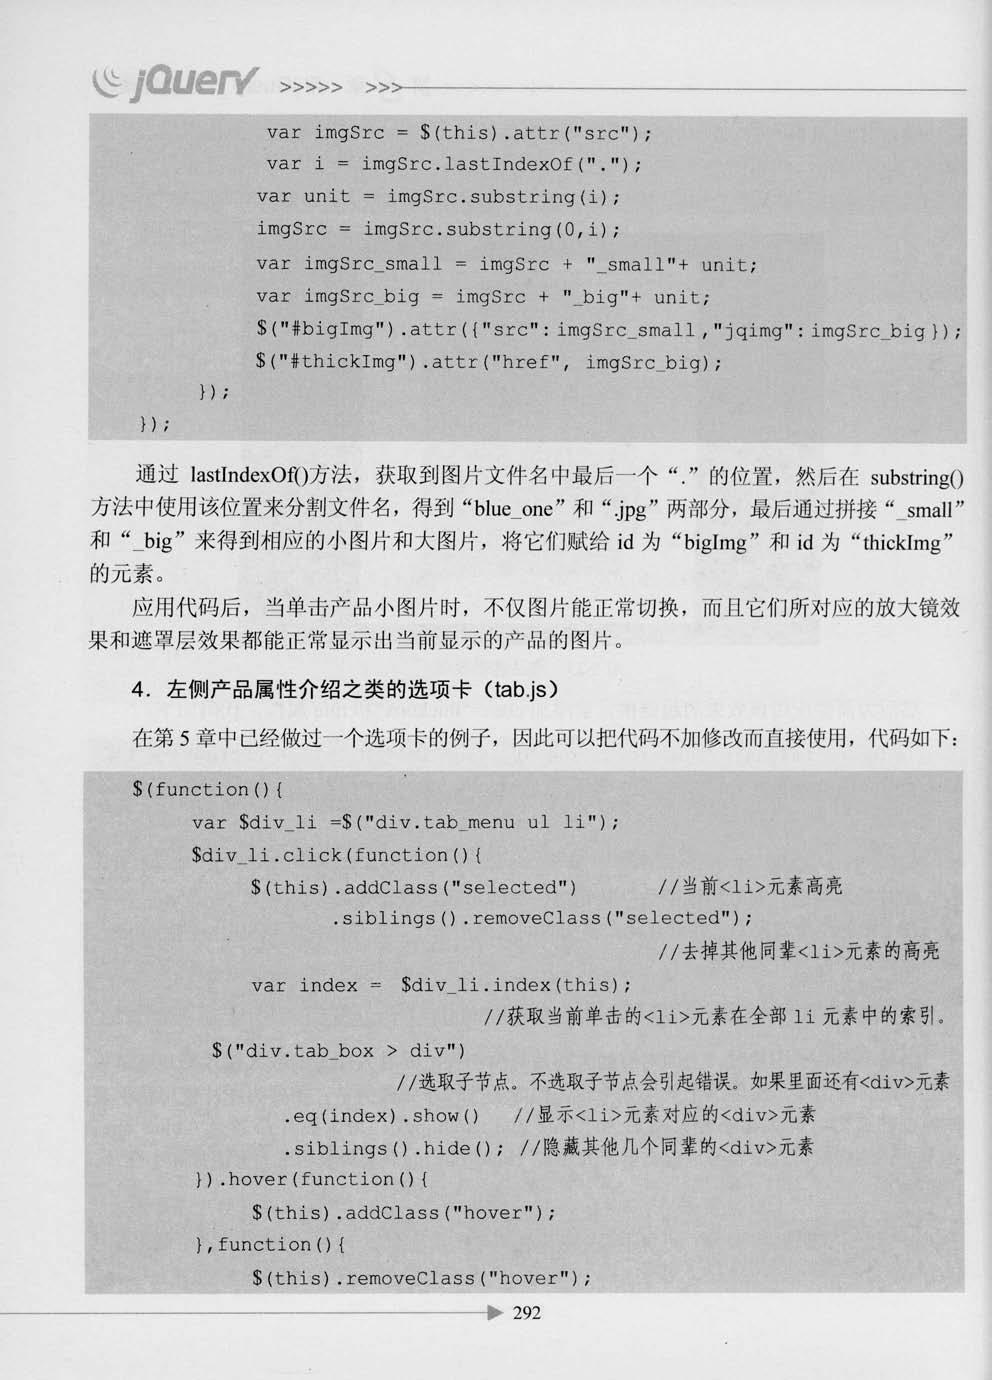 jQuery >>>>> >>>
var imgSrc = $(this).attr("src");
var i = imgSrc.lastIndexOf(".");
var unit = imgSrc.substring(i);
imgSrc = imgSrc.substring(0,i);
var imgSrc_small = imgSrc + "_small"+ unit;
var imgSrc_big = imgSrc + "_big"+ unit;
$("#bigImg").attr({"src": imgSrc_small ,"jqimg": imgSrc_big });
$("#thickImg").attr("href", imgSrc_big);
});
});
通过 lastIndexOf()方法，获取到图片文件名中最后一个“.”的位置，然后在 substring()
方法中使用该位置来分割文件名，得到“blue_one”和“.jpg”两部分，最后通过拼接“_small”
和“_big”来得到相应的小图片和大图片，将它们赋给 id 为“bigImg”和 id 为“thickImg”
的元素。
应用代码后，当单击产品小图片时，不仅图片能正常切换，而且它们所对应的放大镜效
果和遮罩层效果都能正常显示出当前显示的产品的图片。
4．左侧产品属性介绍之类的选项卡（tab.js）
在第 5 章中已经做过一个选项卡的例子，因此可以把代码不加修改而直接使用，代码如下：
$(function(){
var $div_li =$("div.tab_menu ul li");
$div_li.click(function(){
$(this).addClass("selected") //当前<li>元素高亮
.siblings().removeClass("selected");
//去掉其他同辈<li>元素的高亮
var index = $div_li.index(this);
//获取当前单击的<li>元素在全部 li 元素中的索引。
$("div.tab_box > div")
//选取子节点。不选取子节点会引起错误。如果里面还有<div>元素
.eq(index).show() //显示<li>元素对应的<div>元素
.siblings().hide(); //隐藏其他几个同辈的<div>元素
}).hover(function(){
$(this).addClass("hover");
},function(){
$(this).removeClass("hover");
292